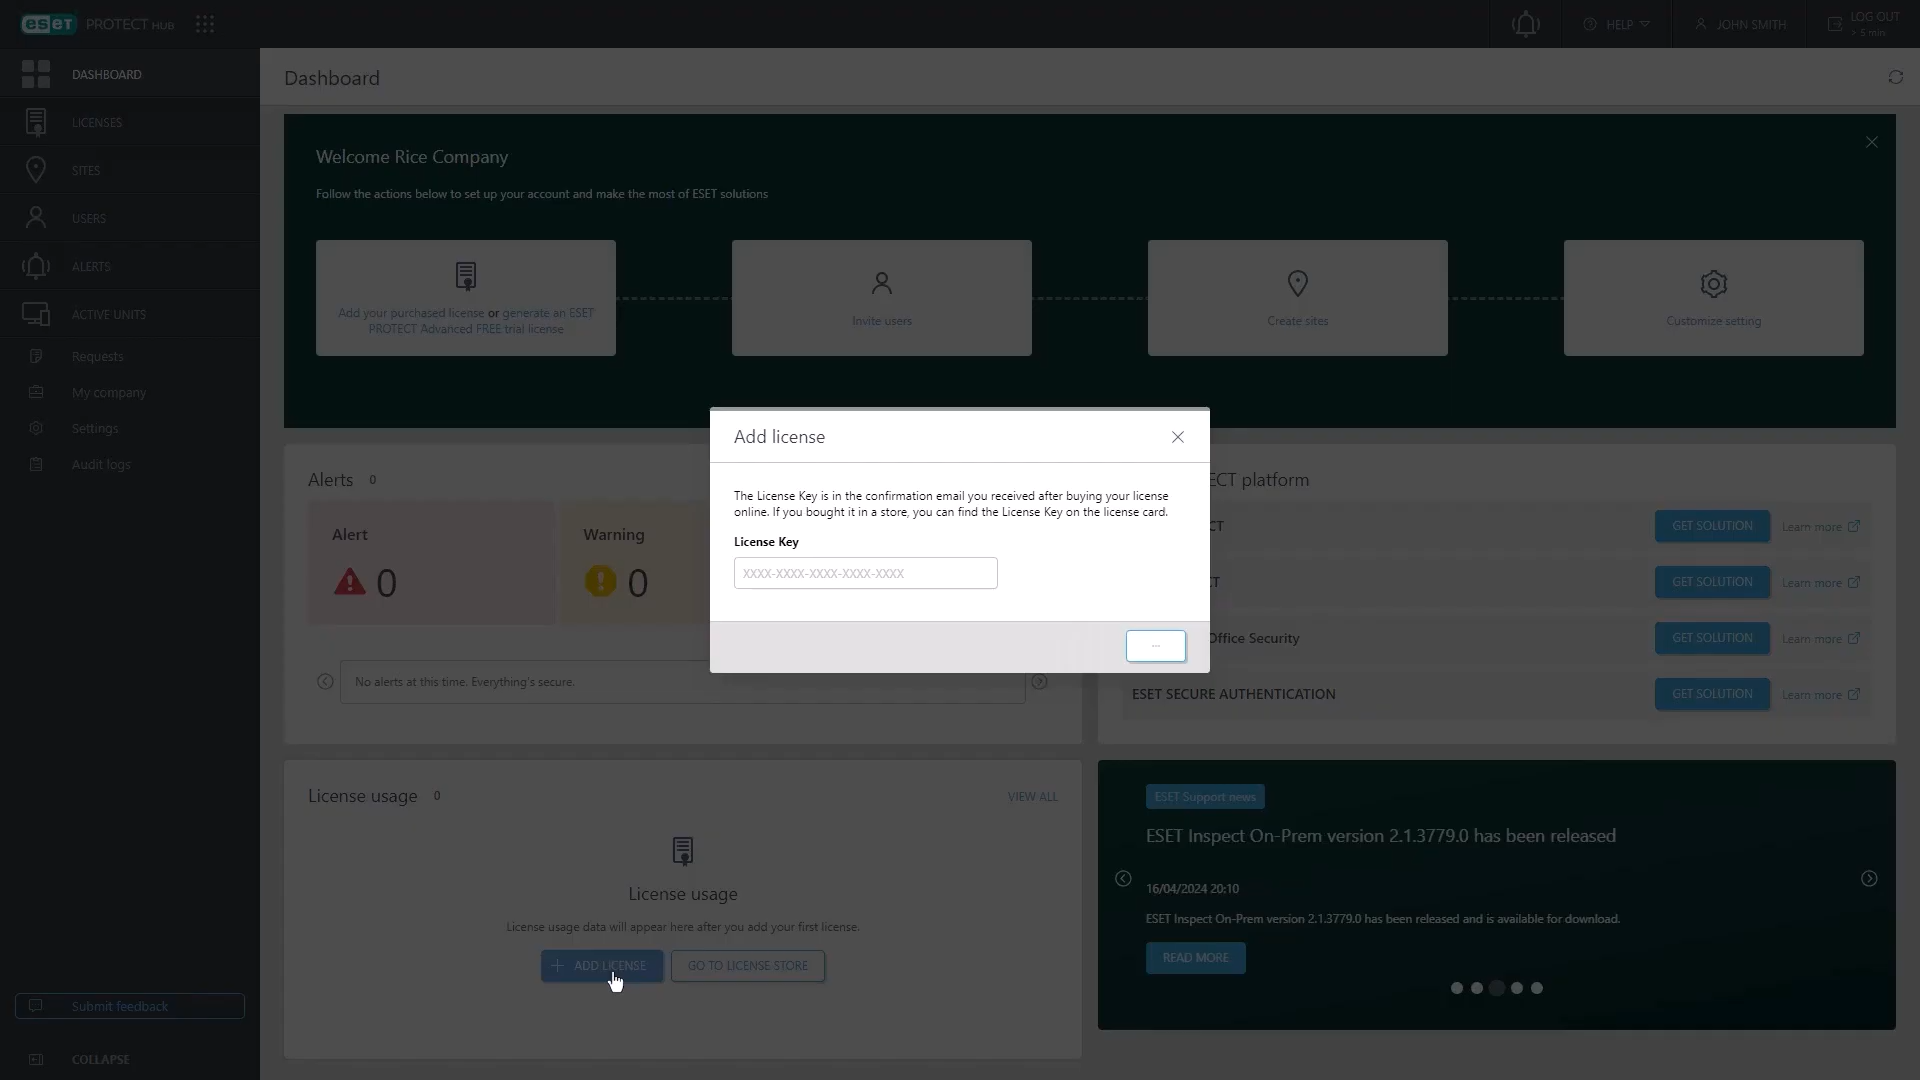 eset PROTECT HUB
HELP
JOHN SMITH
LOG OUT
> 5 min
DASHBOARD
LICENSES
SITES
USERS
ALERTS
ACTIVE UNITS
Requests
My company
Settings
Audit logs
Submit feedback
COLLAPSE
Dashboard
Welcome Rice Company
Follow the actions below to set up your account and make the most of ESET solutions
Add your purchased license or generate an ESET
PROTECT Advanced FREE trial license
Invite users
Create sites
Customize setting
Alerts 0
Alert
0
Warning
0
No alerts at this time. Everything's secure.
Add license
The License Key is in the confirmation email you received after buying your license
online. If you bought it in a store, you can find the License Key on the license card.
License Key
XXXX-XXXX-XXXX-XXXX-XXXX
...
ECT platform
CT
GET SOLUTION Learn more
CT
GET SOLUTION Learn more
Office Security
GET SOLUTION Learn more
ESET SECURE AUTHENTICATION
GET SOLUTION Learn more
License usage 0
VIEW ALL
License usage
License usage data will appear here after you add your first license.
+ ADD LICENSE
GO TO LICENSE STORE
ESET Support news
ESET Inspect On-Prem version 2.1.3779.0 has been released
16/04/2024 20:10
ESET Inspect On-Prem version 2.1.3779.0 has been released and is available for download.
READ MORE